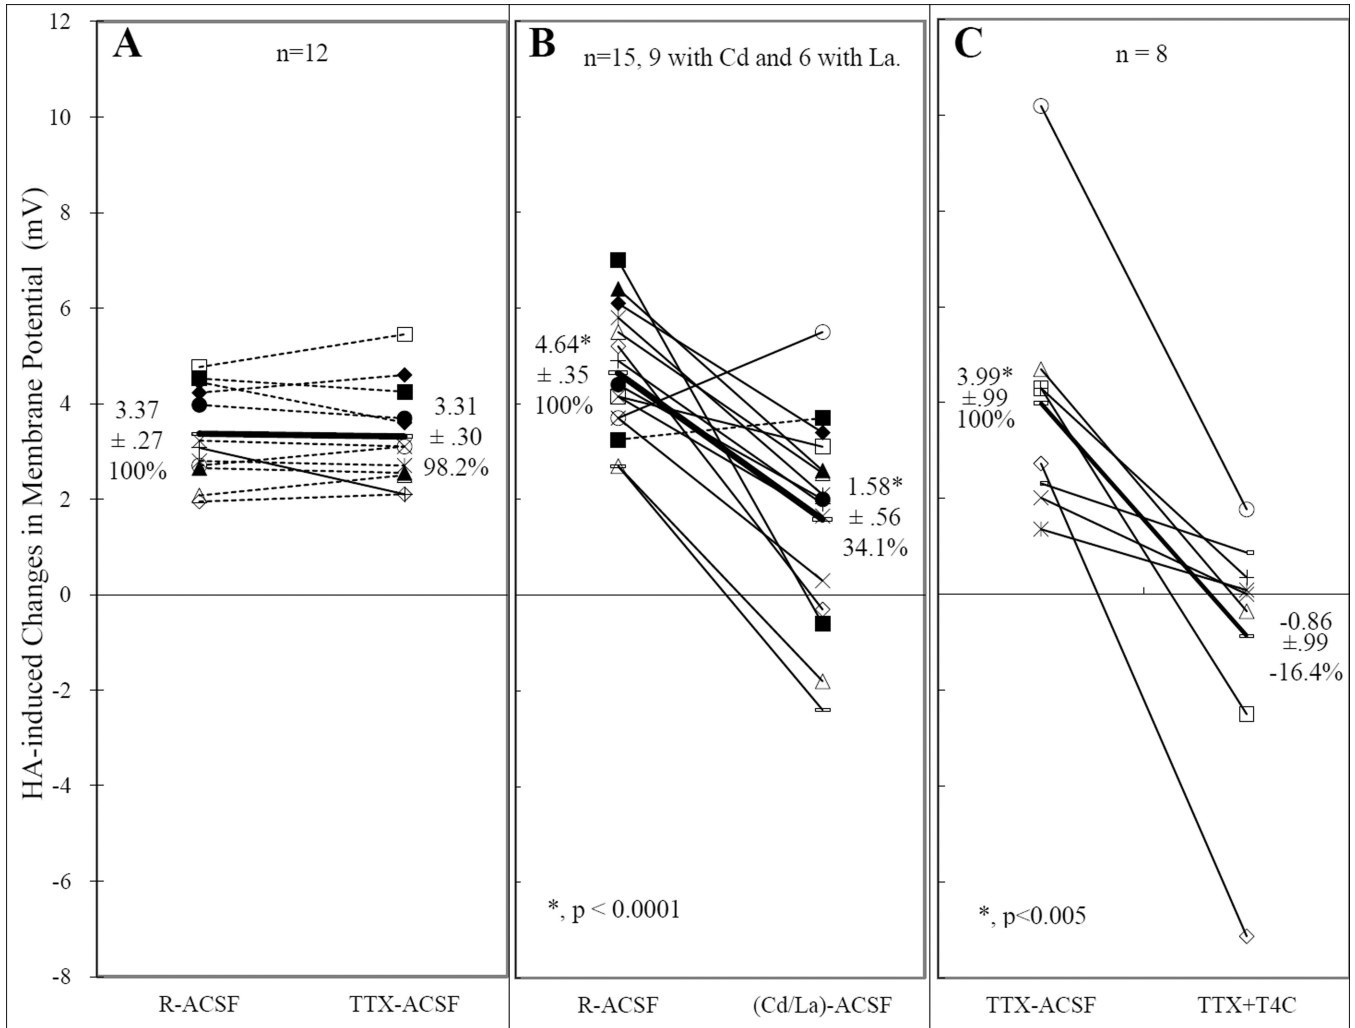 HA-induced Changes in Membrane Potential (mV)
12
10
8
6
4
2
0
-2
-4
-6
-8
A
n=12
3.37
± .27
100%
3.31
± .30
98.2%
R-ACSF
TTX-ACSF
B
n=15, 9 with Cd and 6 with La.
4.64*
± .35
100%
1.58*
± .56
34.1%
*, p < 0.0001
R-ACSF
(Cd/La)-ACSF
C
n = 8
3.99*
±.99
100%
-0.86
±.99
-16.4%
*, p<0.005
TTX-ACSF
TTX+T4C